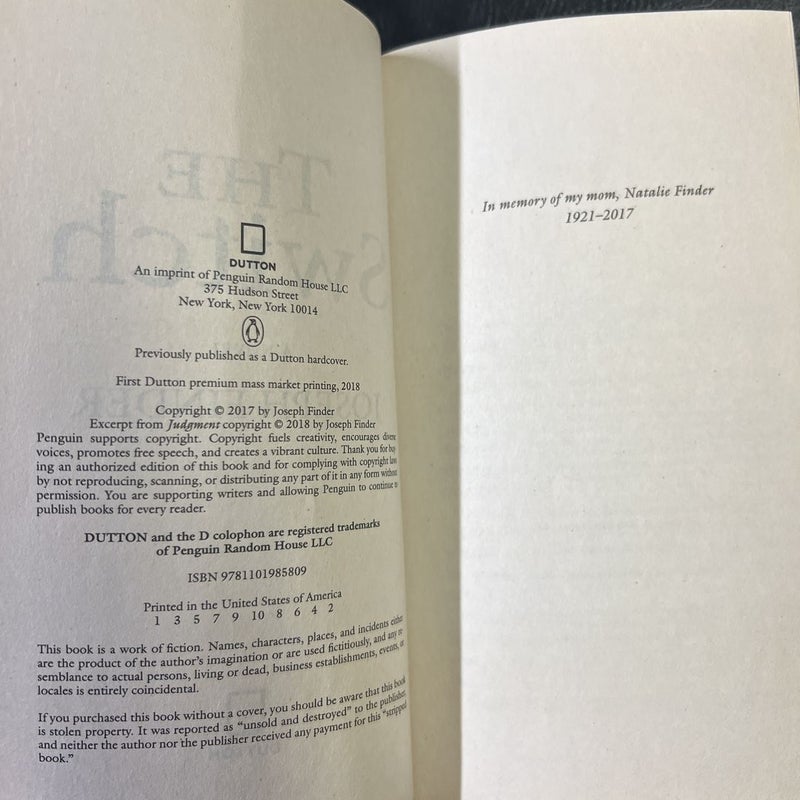 DUTTON
An imprint of Penguin Random House LLC
375 Hudson Street
New York, New York 10014
Previously published as a Dutton hardcover.
First Dutton premium mass market printing, 2018
Copyright © 2017 by Joseph Finder
Excerpt from Judgment copyright © 2018 by Joseph Finder
Penguin supports copyright. Copyright fuels creativity, encourages diverse
voices, promotes free speech, and creates a vibrant culture. Thank you for buy-
ing an authorized edition of this book and for complying with copyright laws
by not reproducing, scanning, or distributing any part of it in any form without
permission. You are supporting writers and allowing Penguin to continue to
publish books for every reader.
DUTTON and the D colophon are registered trademarks
of Penguin Random House LLC
ISBN 9781101985809
Printed in the United States of America
1 3 5 7 9 10 8 6 4 2
This book is a work of fiction. Names, characters, places, and incidents either
are the product of the author's imagination or are used fictitiously, and any re-
semblance to actual persons, living or dead, business establishments, events, or
locales is entirely coincidental.
If you purchased this book without a cover, you should be aware that this book
is stolen property. It was reported as “unsold and destroyed” to the publisher,
and neither the author nor the publisher received any payment for this “stripped
book.”
In memory of my mom, Natalie Finder
1921–2017
THE
Switch
JOSEPH FINDER